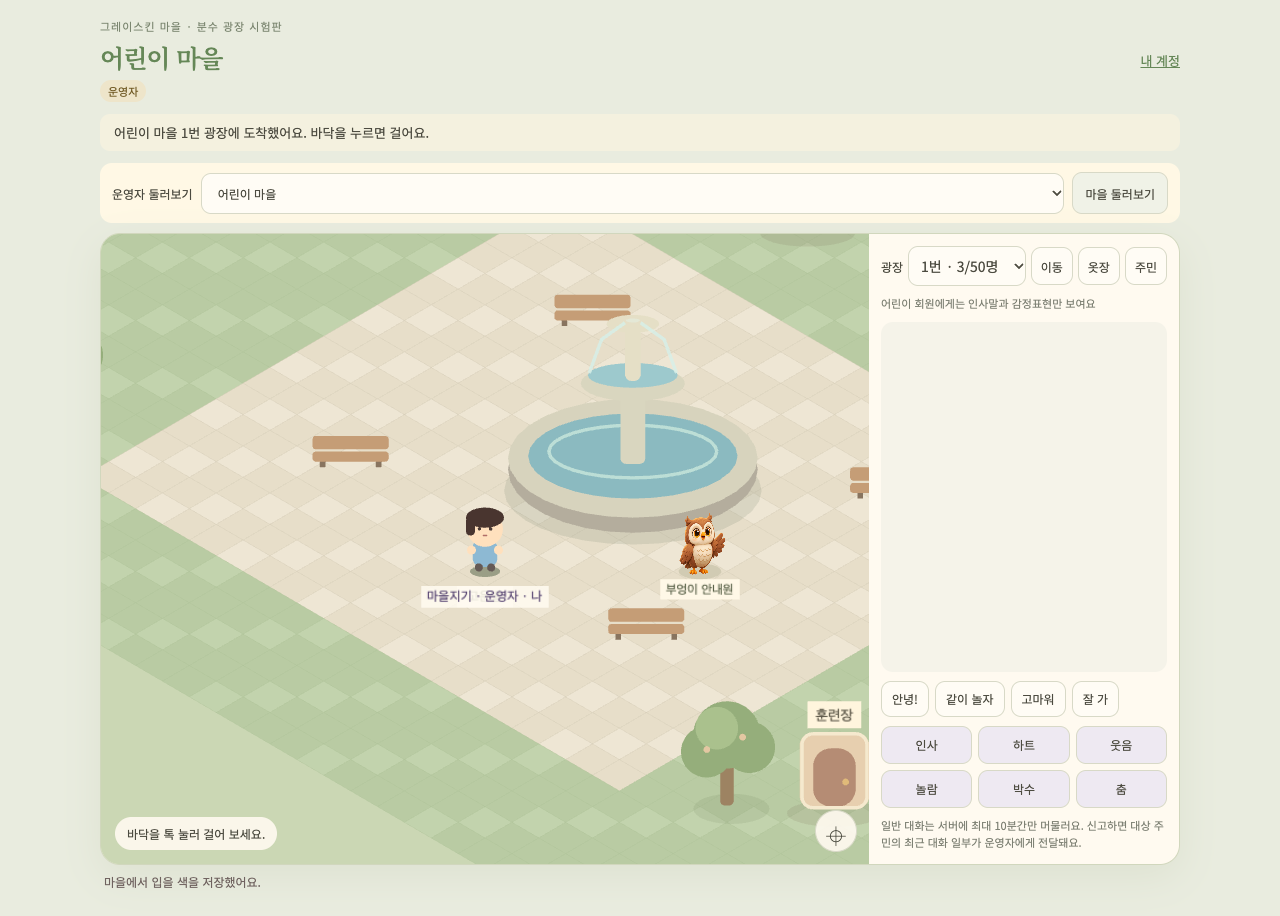 그레이스킨 마을 · 분수 광장 시험판
어린이 마을
내 계정
운영자
어린이 마을 1번 광장에 도착했어요. 바닥을 누르면 걸어요.
운영자 둘러보기
어린이 마을
마을 둘러보기
광장
1번 · 3/50명
이동
옷장
주민
어린이 회원에게는 인사말과 감정표현만 보여요
마을지기 · 운영자 · 나
부엉이 안내원
훈련장
바닥을 톡 눌러 걸어 보세요.
안녕!
같이 놀자
고마워
잘 가
인사
하트
웃음
놀람
박수
춤
일반 대화는 서버에 최대 10분간만 머물러요. 신고하면 대상 주
민의 최근 대화 일부가 운영자에게 전달돼요.
마을에서 입을 색을 저장했어요.